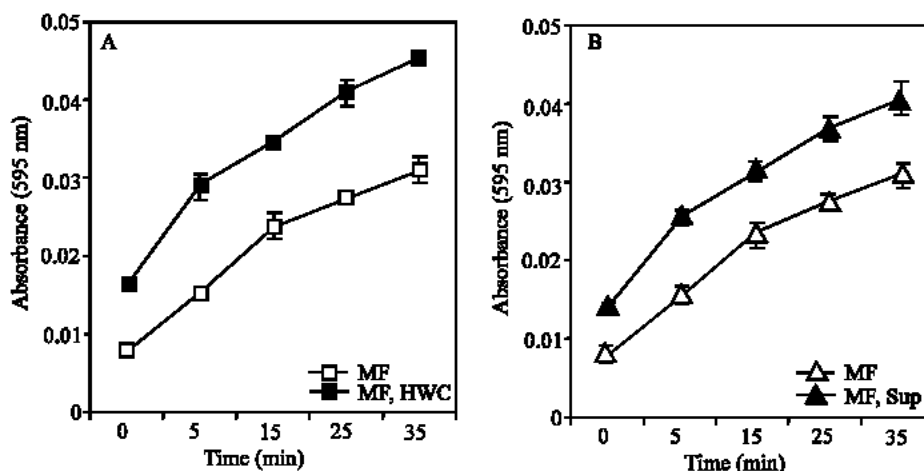 A
Absorbance (595 nm)
0.05
0.04
0.03
0.02
0.01
0
MF
MF, HWC
0 5 15 25 35
Time (min)
B
Absorbance (595 nm)
0.05
0.04
0.03
0.02
0.01
0
MF
MF, Sup
0 5 15 25 35
Time (min)